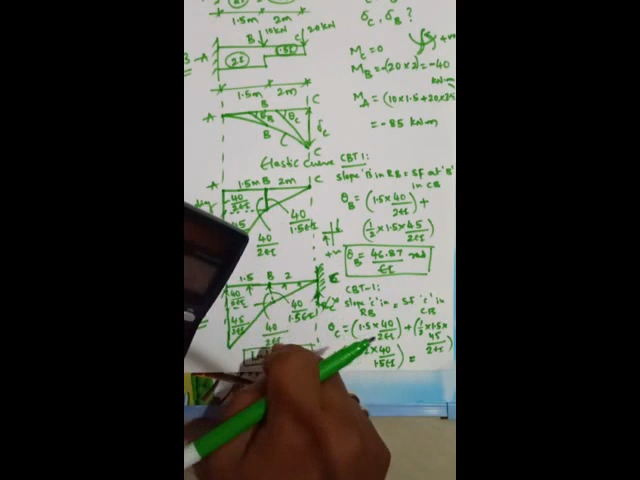 1.5m 2m
θC, δB ?
B 10kN C 20kN
A 2I 1.5I
1.5m 2m
MC = 0
MB = -(20 x 2) = -40
kN-m
MA = (10 x 1.5 + 20 x 3.5
= -85 kN-m
A B C
θB θC
B δC
C C
Elastic curve
CBT 1:
slope 'B' in RB = SF at 'B'
in CB
A 1.5m B 2m C
40/2EI
45
40/2EI
40/1.5EI
θB = (1.5 x 40/2EI) +
(1/2 x 1.5 x 45/2EI)
+ve
θB = 46.87/EI rad
1.5 B 2 C
40/2EI
45/2EI
40/2EI
40/1.5EI
CBT-1:
slope 'c' in = SF 'c' in
RB CB
θC = (1.5 x 40/2EI) + (1/2 x 1.5 x
45/2EI)
x 40/1.5EI) =